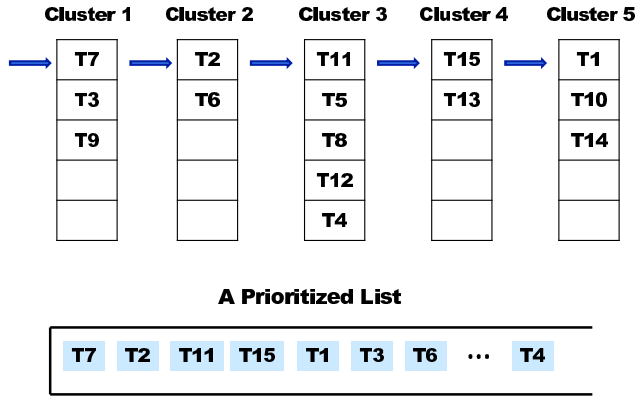 Cluster 1 Cluster 2 Cluster 3 Cluster 4 Cluster 5
T7 T2 T11 T15 T1
T3 T6 T5 T13 T10
T9 T8 T14
T12
T4
A Prioritized List
T7 T2 T11 T15 T1 T3 T6 ... T4